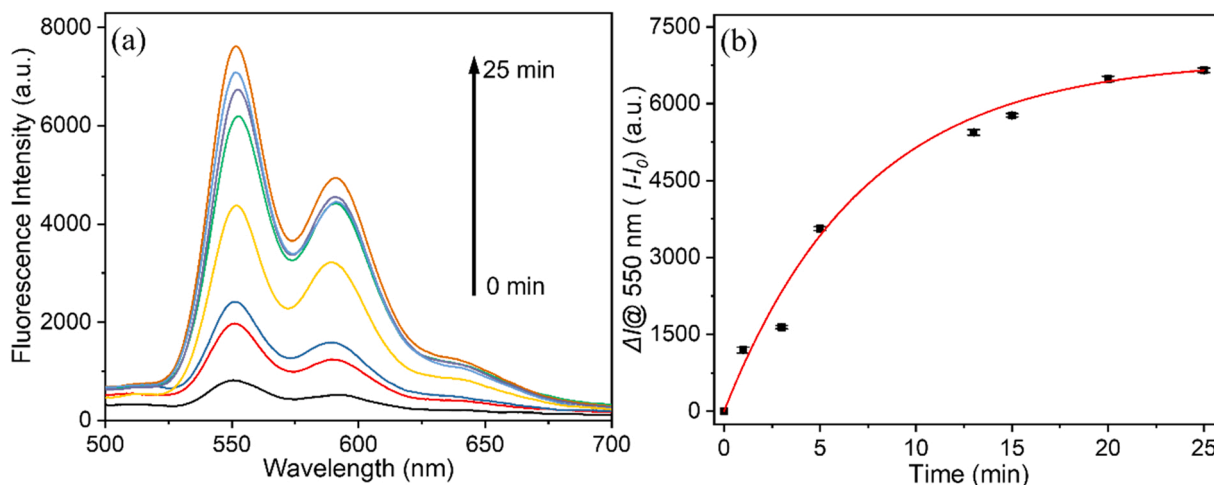 (a)
Fluorescence Intensity (a.u.)
8000
6000
4000
2000
0
25 min
0 min
500 550 600 650 700
Wavelength (nm)
(b)
ΔI@ 550 nm ( I-I0) (a.u.)
7500
6000
4500
3000
1500
0
0 5 10 15 20 25
Time (min)